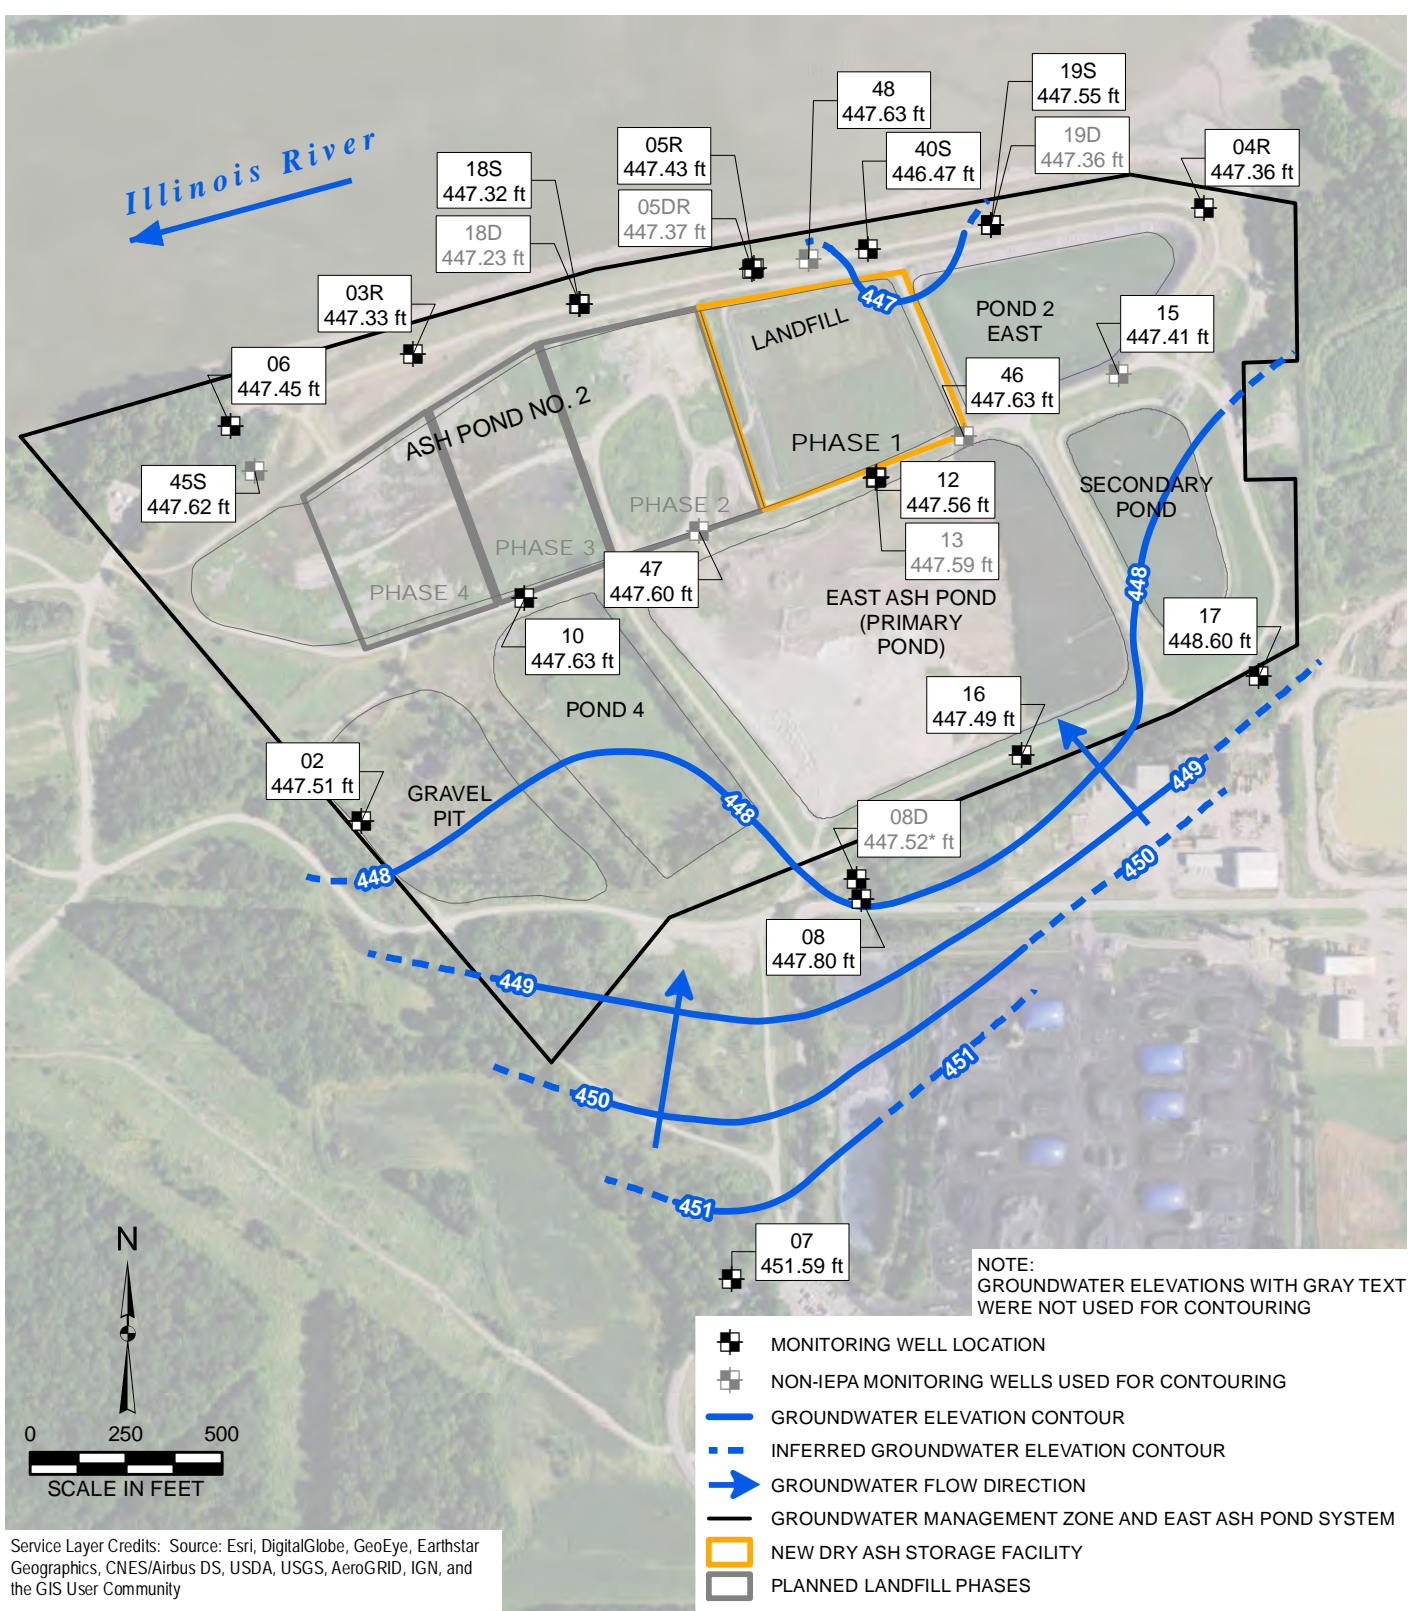 Illinois River
48
447.63 ft
19S
447.55 ft
19D
447.36 ft
05R
447.43 ft
05DR
447.37 ft
40S
446.47 ft
04R
447.36 ft
18S
447.32 ft
18D
447.23 ft
03R
447.33 ft
06
447.45 ft
45S
447.62 ft
447
LANDFILL
POND 2
EAST
15
447.41 ft
46
447.63 ft
ASH POND NO. 2
PHASE 1
12
447.56 ft
13
447.59 ft
SECONDARY
POND
PHASE 2
PHASE 3
PHASE 4
47
447.60 ft
EAST ASH POND
(PRIMARY
POND)
448
17
448.60 ft
10
447.63 ft
POND 4
16
447.49 ft
02
447.51 ft
GRAVEL
PIT
448
448
449
450
08D
447.52* ft
08
447.80 ft
449
450
451
451
07
451.59 ft
N
0 250 500
SCALE IN FEET
NOTE:
GROUNDWATER ELEVATIONS WITH GRAY TEXT
WERE NOT USED FOR CONTOURING
MONITORING WELL LOCATION
NON-IEPA MONITORING WELLS USED FOR CONTOURING
GROUNDWATER ELEVATION CONTOUR
INFERRED GROUNDWATER ELEVATION CONTOUR
GROUNDWATER FLOW DIRECTION
GROUNDWATER MANAGEMENT ZONE AND EAST ASH POND SYSTEM
NEW DRY ASH STORAGE FACILITY
PLANNED LANDFILL PHASES
Service Layer Credits: Source: Esri, DigitalGlobe, GeoEye, Earthstar
Geographics, CNES/Airbus DS, USDA, USGS, AeroGRID, IGN, and
the GIS User Community